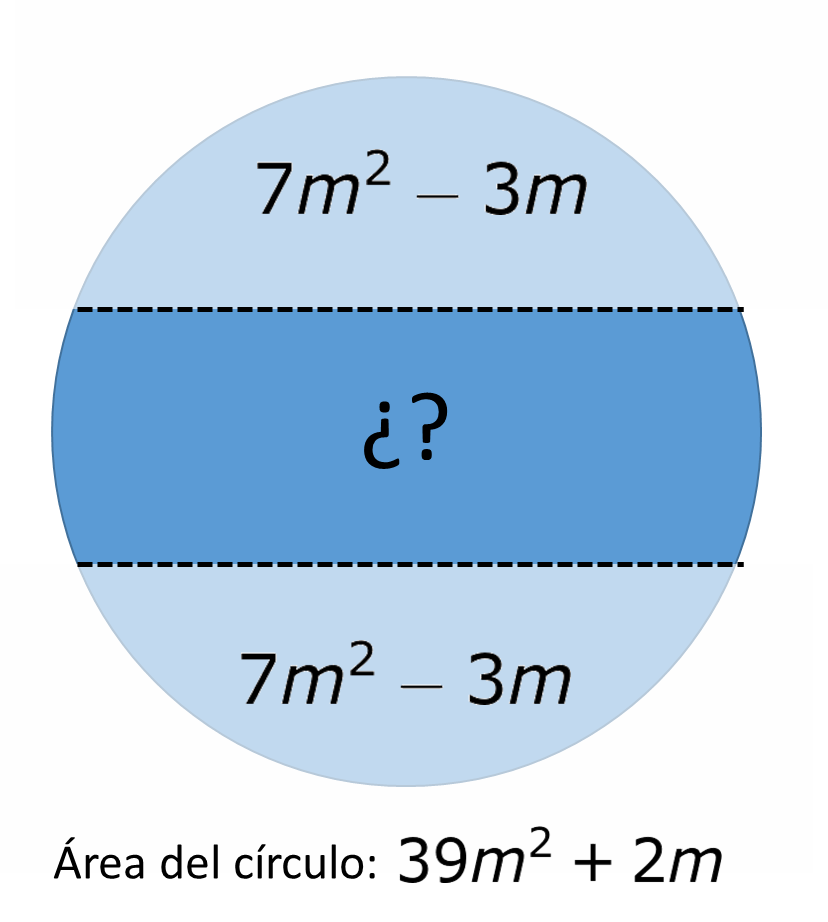 7m² − 3m
¿?
7m² − 3m
Área del círculo: 39m² + 2m